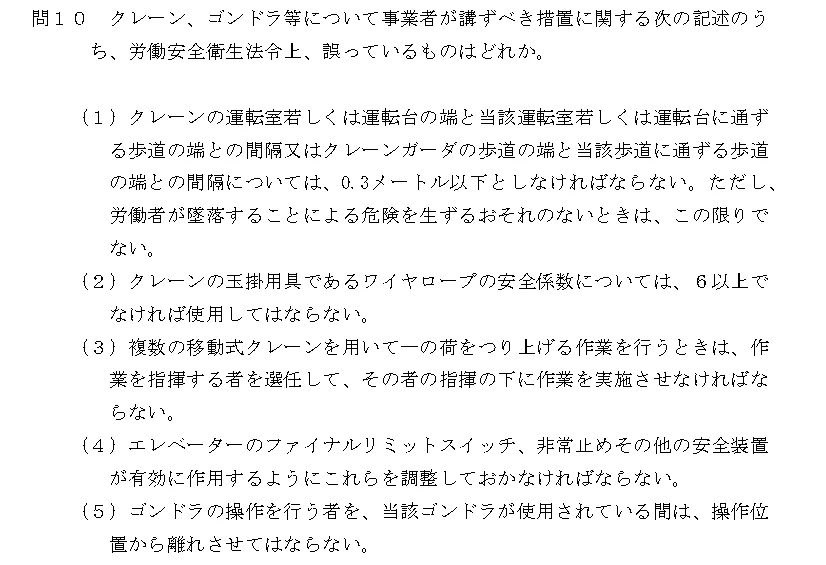 問１０　クレーン、ゴンドラ等について事業者が講ずべき措置に関する次の記述のう
ち、労働安全衛生法令上、誤っているものはどれか。
（１）クレーンの運転室若しくは運転台の端と当該運転室若しくは運転台に通ず
る歩道の端との間隔又はクレーンガーダの歩道の端と当該歩道に通ずる歩道
の端との間隔については、0.3メートル以下としなければならない。ただし、
労働者が墜落することによる危険を生ずるおそれのないときは、この限りで
ない。
（２）クレーンの玉掛用具であるワイヤロープの安全係数については、６以上で
なければ使用してはならない。
（３）複数の移動式クレーンを用いて一の荷をつり上げる作業を行うときは、作
業を指揮する者を選任して、その者の指揮の下に作業を実施させなければな
らない。
（４）エレベーターのファイナルリミットスイッチ、非常止めその他の安全装置
が有効に作用するようにこれらを調整しておかなければならない。
（５）ゴンドラの操作を行う者を、当該ゴンドラが使用されている間は、操作位
置から離れさせてはならない。